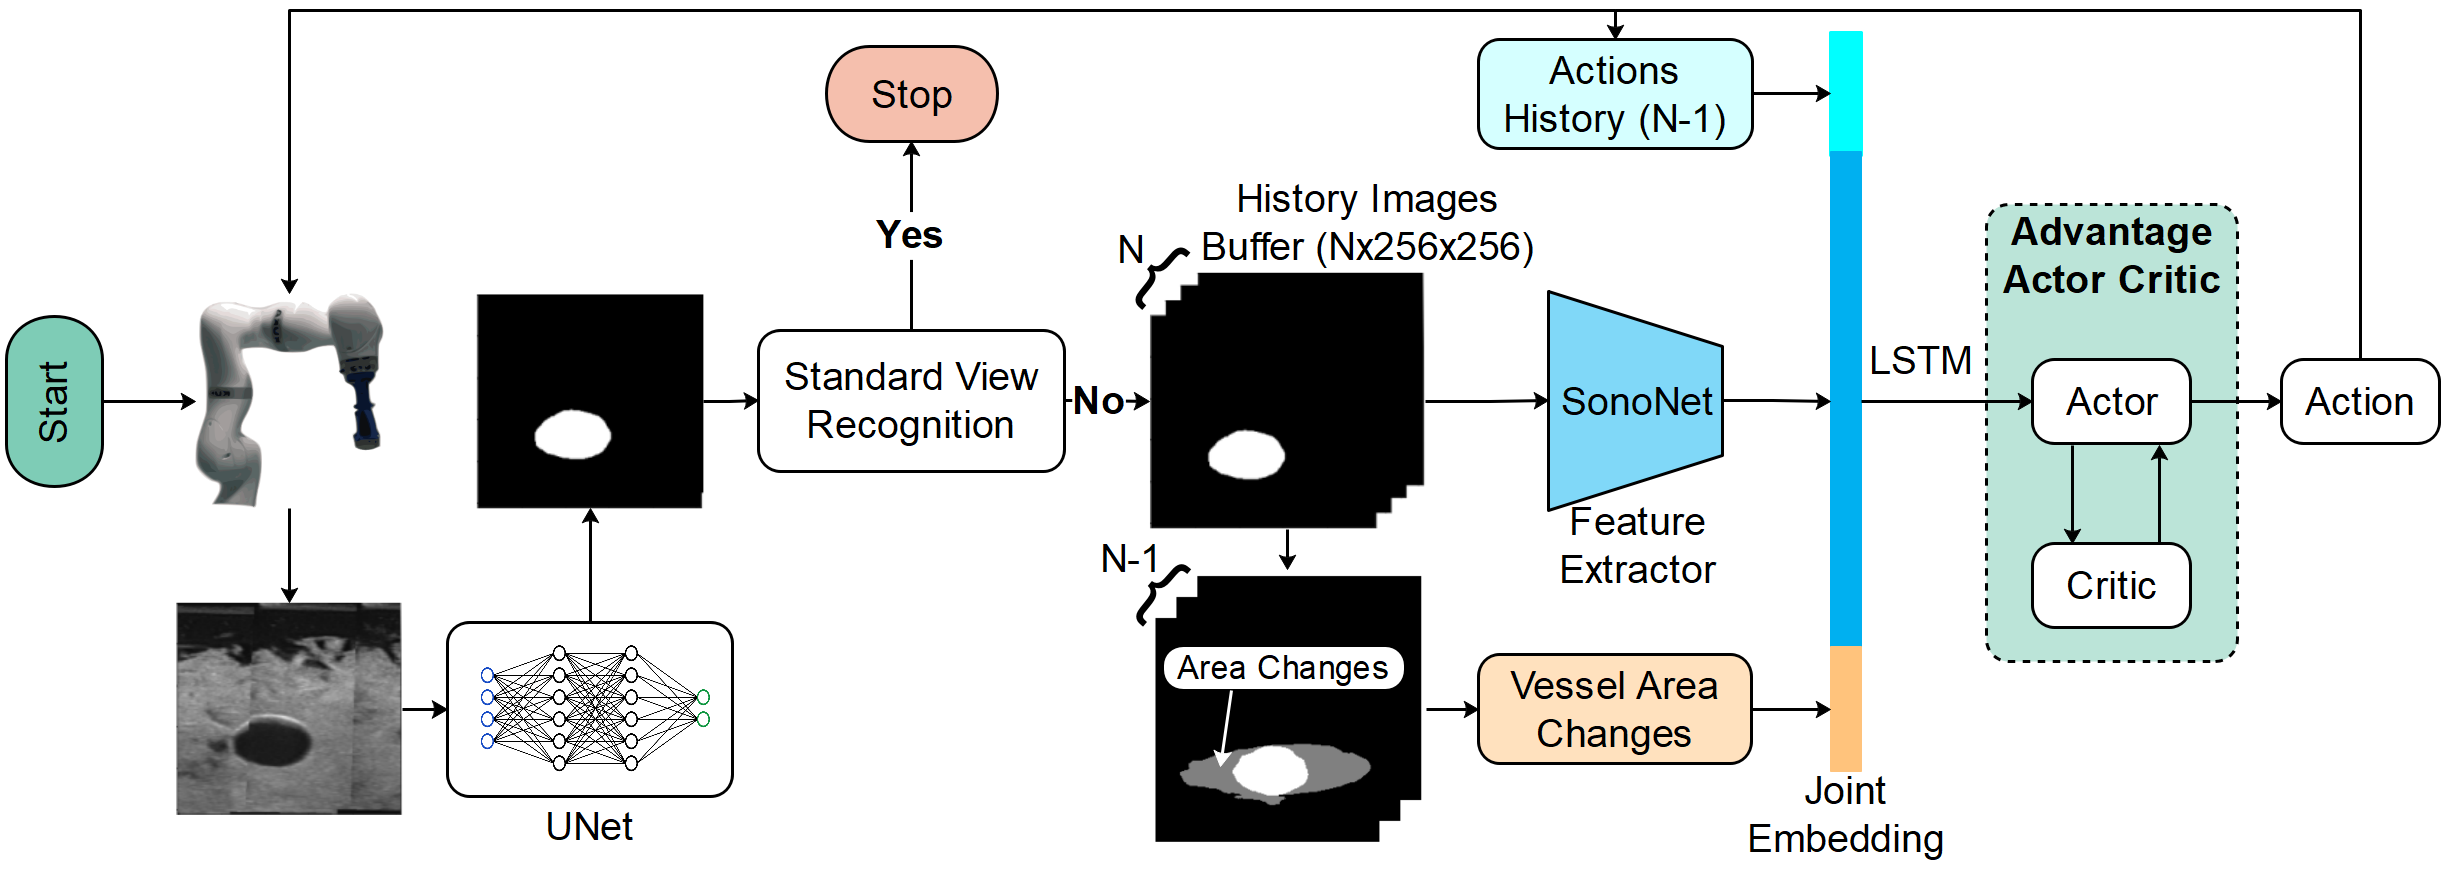 Start
Stop
Yes
Standard View
Recognition
No
UNet
N
History Images
Buffer (Nx256x256)
N-1
Area Changes
Actions
History (N-1)
SonoNet
Feature
Extractor
Vessel Area
Changes
Joint
Embedding
LSTM
Advantage
Actor Critic
Actor
Critic
Action